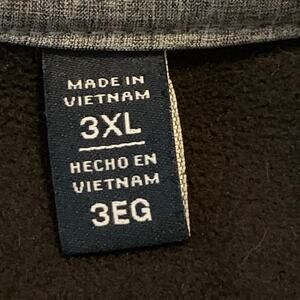 MADE IN
VIETNAM
3XL
HECHO EN
VIETNAM
3EG